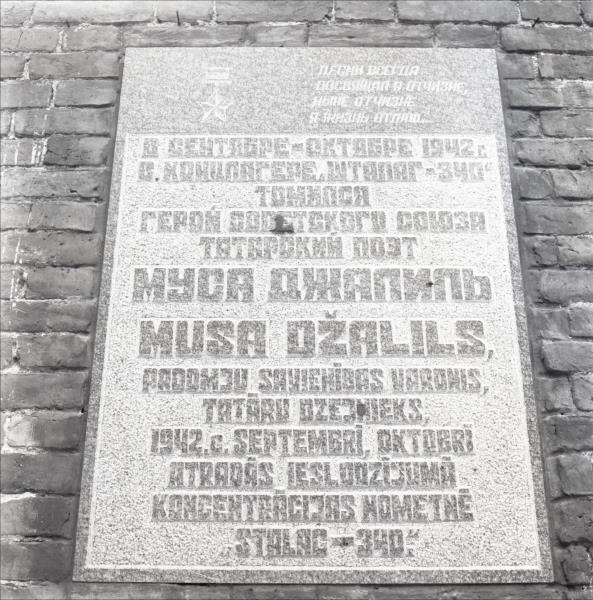 ПЕСНИ ВСЕГДА
ПОСВЯЩАЛ Я ОТЧИЗНЕ,
НЫНЕ ОТЧИЗНЕ
Я ЖИЗНЬ ОТДАЮ...
В СЕНТЯБРЕ-ОКТЯБРЕ 1942 г.
В КОНЦЛАГЕРЕ „ШТАЛАГ-340"
ТОМИЛСЯ
ГЕРОЙ СОВЕТСКОГО СОЮЗА
ТАТАРСКИЙ ПОЭТ
МУСА ДЖАЛИЛЬ
MUSA DŽALILS,
PADOMJU SAVIENĪBAS VARONIS,
TATĀRU DZEJNIEKS,
1942.G. SEPTEMBRĪ, OKTOBRĪ
ATRADĀS IESLODZĪJUMĀ
KONCENTRĀCIJAS NOMETNĒ
„STALAG-340."